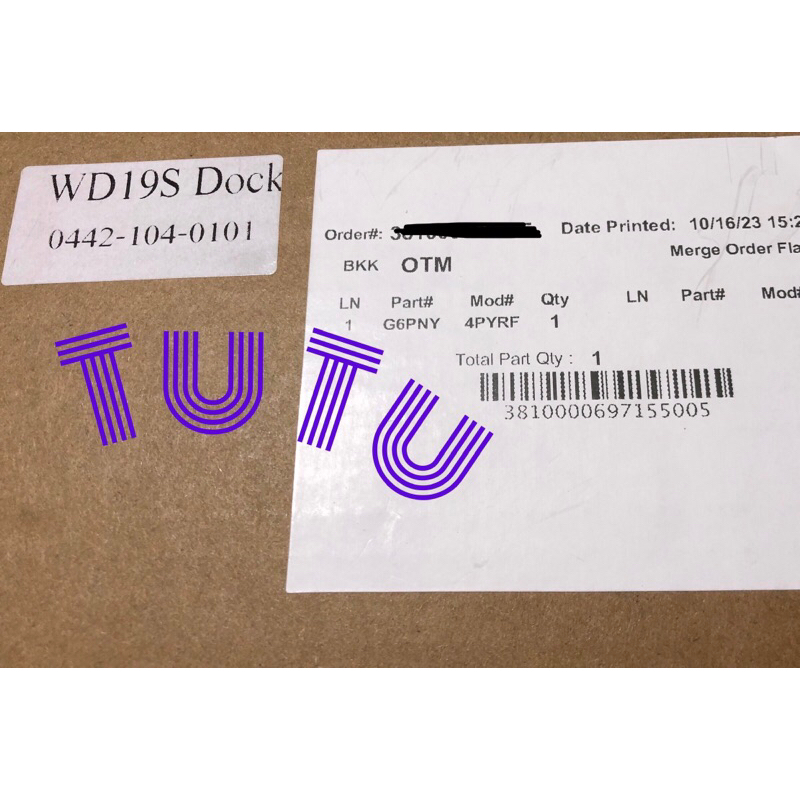 WD19S Dock
0442-104-0101
Order#:
Date Printed: 10/16/23 15:2
Merge Order Fla
BKK OTM
LN Part# Mod# Qty LN Part# Mod#
1 G6PNY 4PYRF 1
Total Part Qty : 1
3810000697155005
TUTU